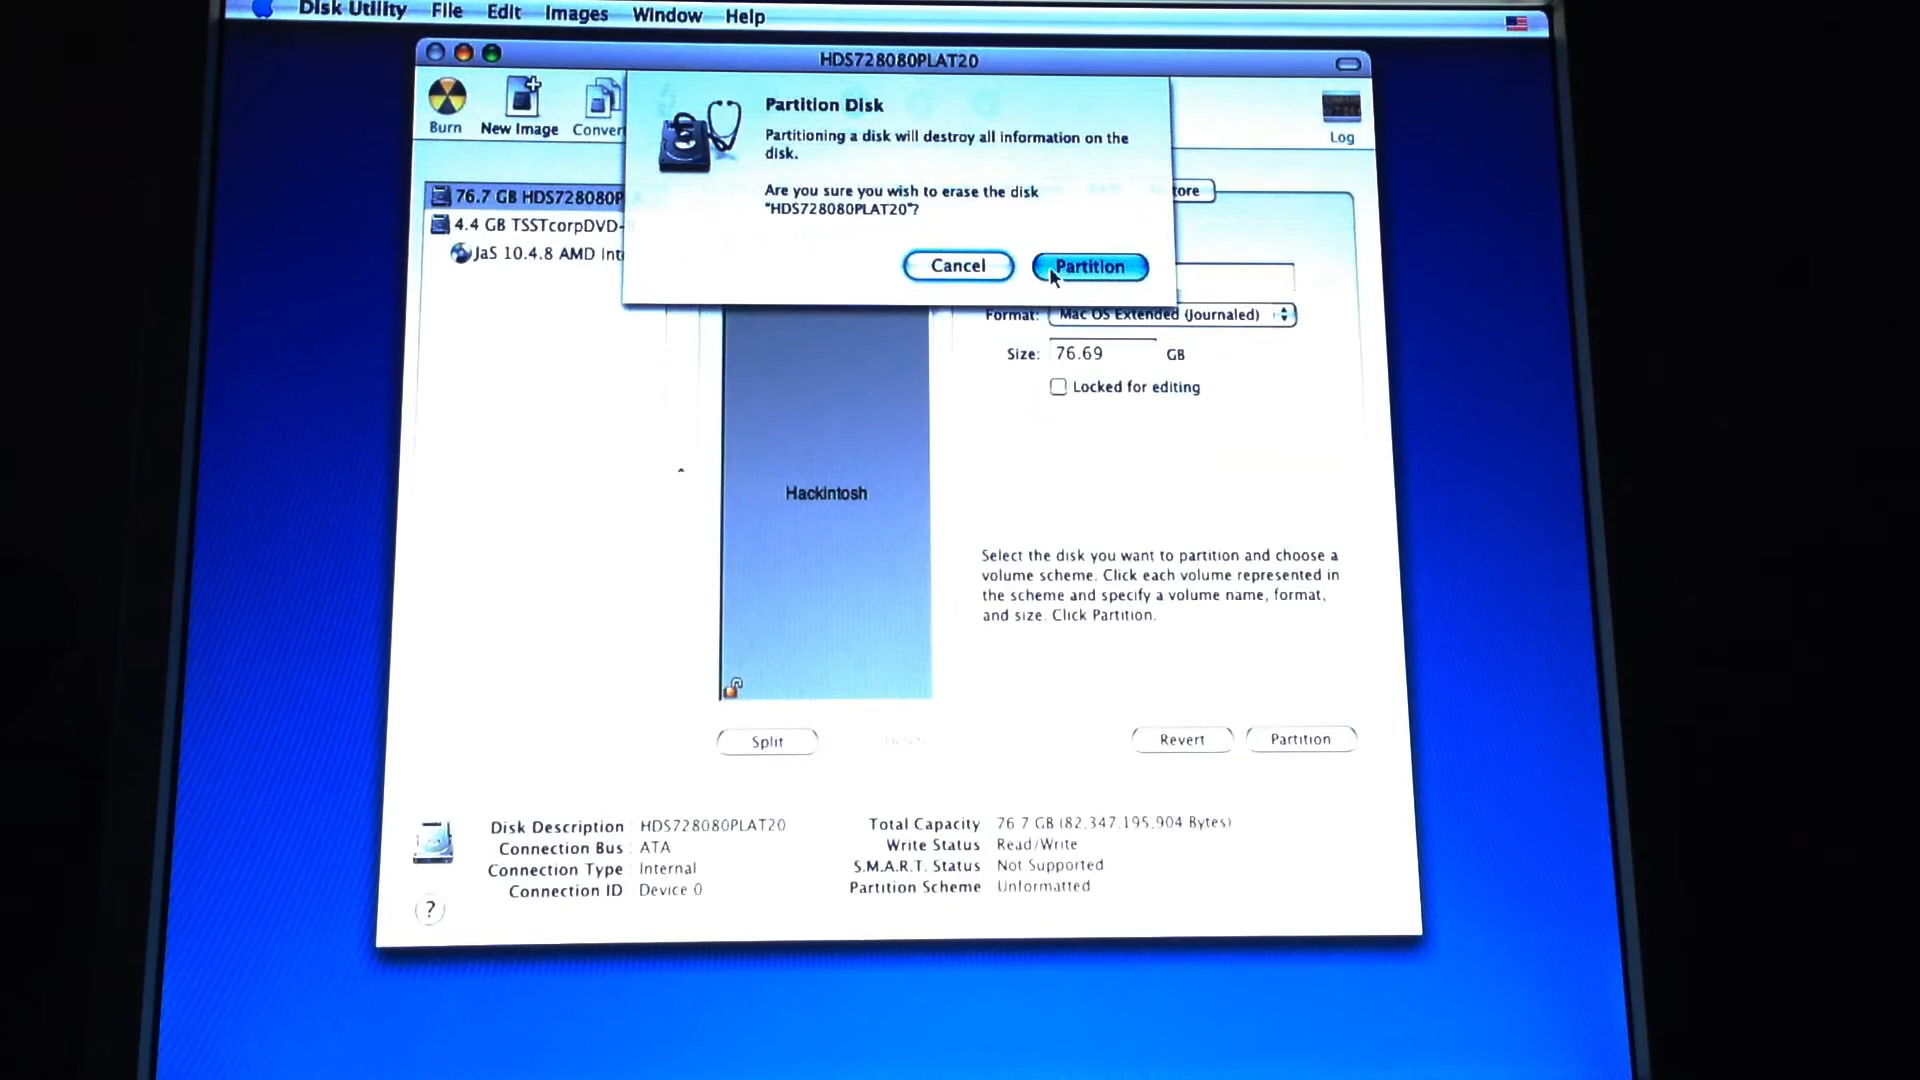 Disk Utility File Edit Images Window Help
HDS728080PLAT20
Burn New Image Conver Log
Partition Disk
Partitioning a disk will destroy all information on the
disk.
Are you sure you wish to erase the disk
"HDS728080PLAT20"?
Cancel Partition
76.7 GB HDS728080P
4.4 GB TSSTcorpDVD-
JaS 10.4.8 AMD Int
tore
Format: Mac OS Extended (Journaled)
Size: 76.69 GB
Locked for editing
Hackintosh
Select the disk you want to partition and choose a
volume scheme. Click each volume represented in
the scheme and specify a volume name, format,
and size. Click Partition.
Split Revert Partition
Disk Description : HDS728080PLAT20
Connection Bus : ATA
Connection Type : Internal
Connection ID : Device 0
Total Capacity : 76.7 GB (82,347,195,904 Bytes)
Write Status : Read/Write
S.M.A.R.T. Status : Not Supported
Partition Scheme : Unformatted
?